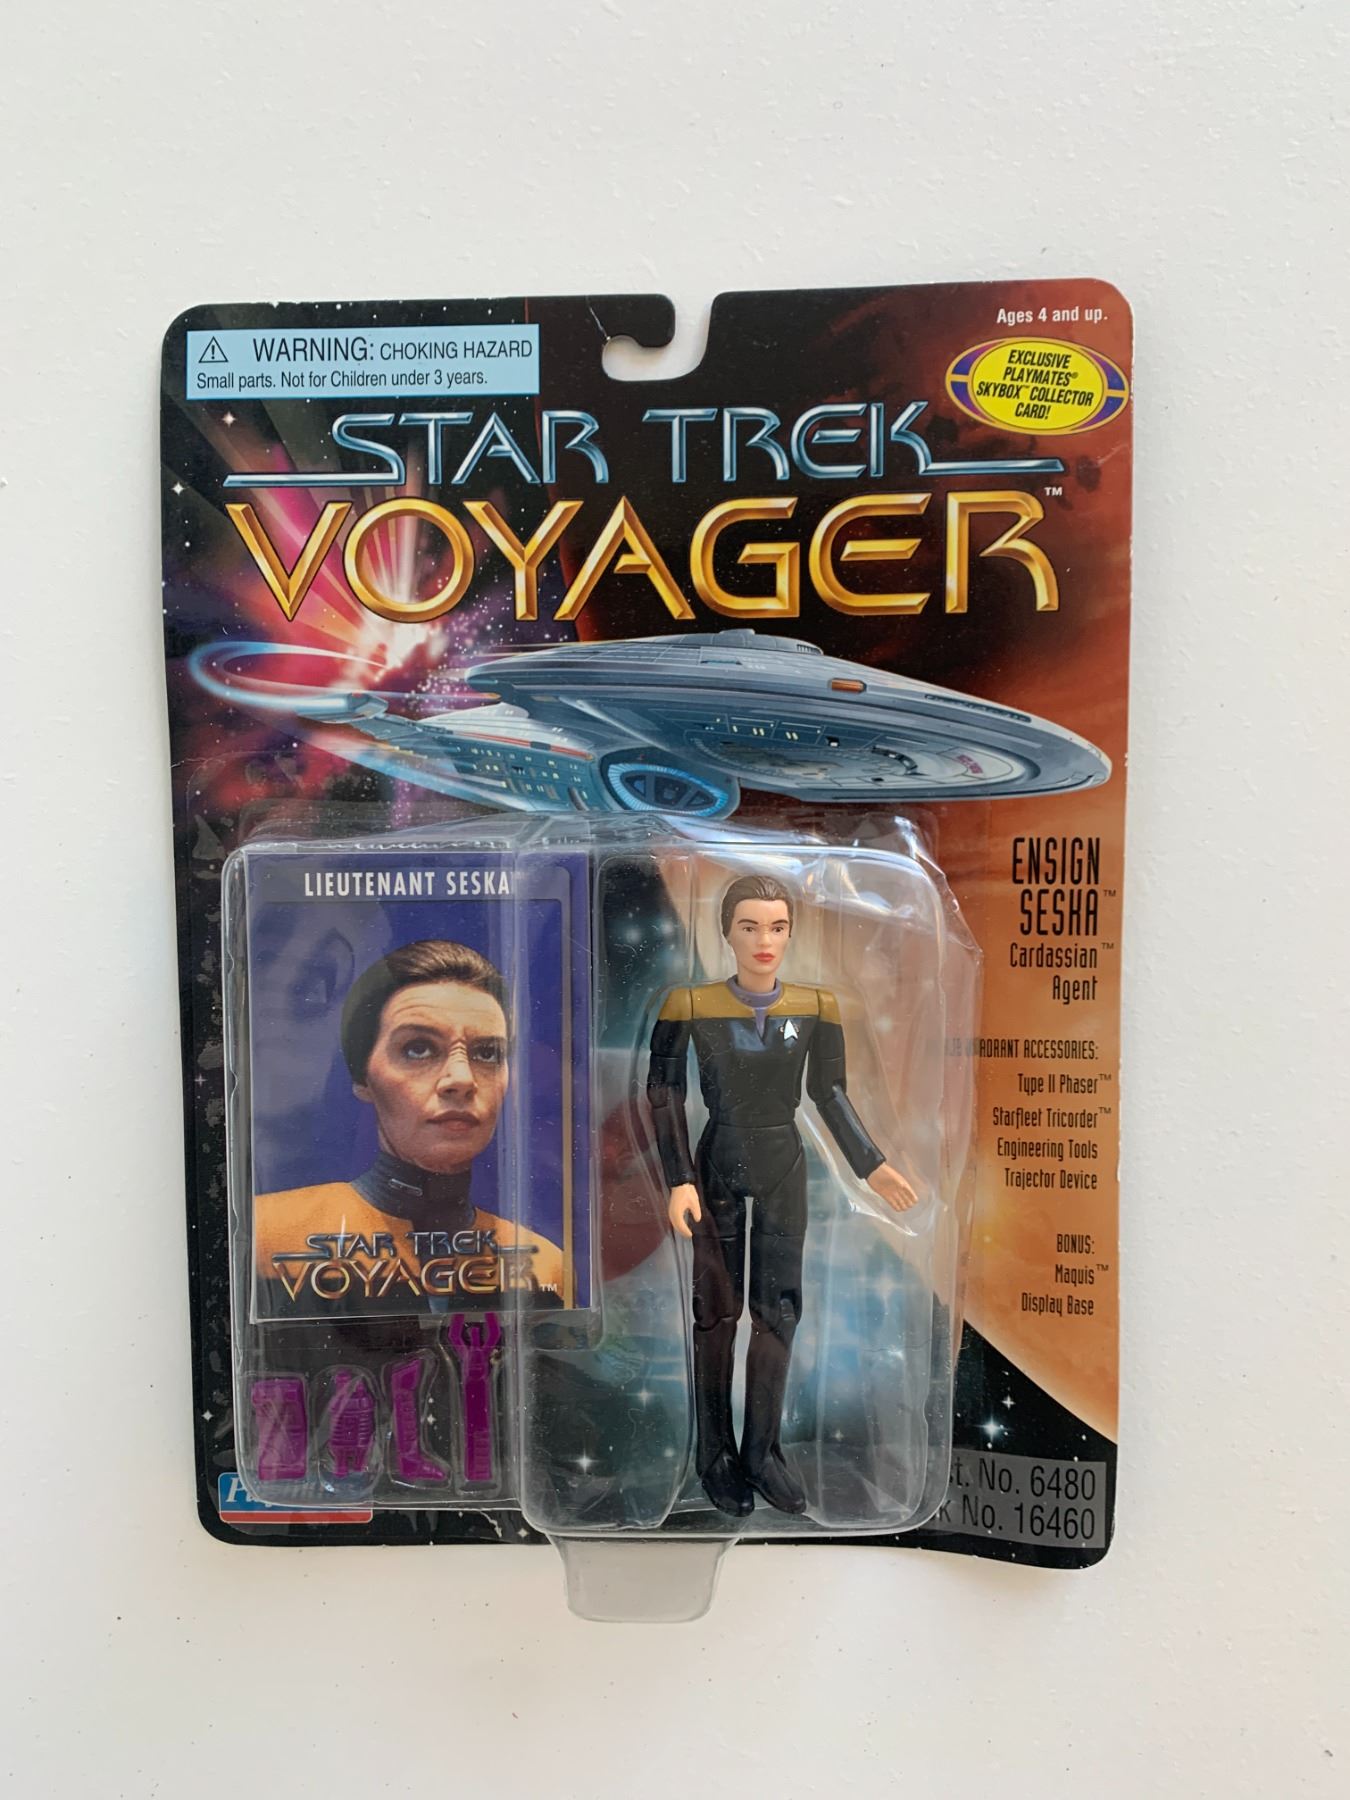 Ages 4 and up.
WARNING: CHOKING HAZARD
Small parts. Not for Children under 3 years.
EXCLUSIVE
PLAYMATES®
SKYBOX™ COLLECTOR
CARD!
STAR TREK
VOYAGER™
LIEUTENANT SESKA
STAR TREK
VOYAGER™
ENSIGN
SESKA™
Cardassian™
Agent
ACCESSORIES:
Type II Phaser™
Starfleet Tricorder™
Engineering Tools
Trajector Device
BONUS:
Maquis™
Display Base
No. 6480
No. 16460